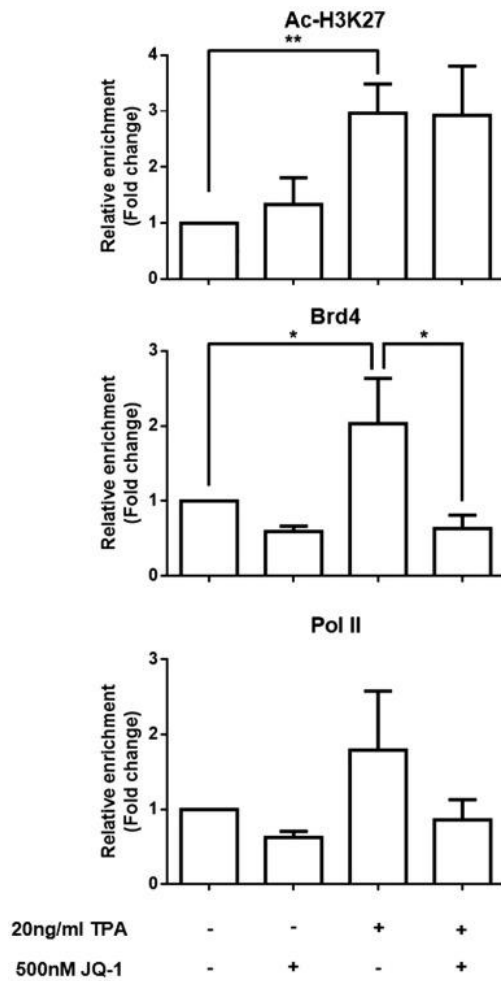 Ac-H3K27
**
Relative enrichment
(Fold change)
4
3
2
1
0
Brd4
* *
Relative enrichment
(Fold change)
3
2
1
0
Pol II
Relative enrichment
(Fold change)
3
2
1
0
20ng/ml TPA - - + +
500nM JQ-1 - + - +